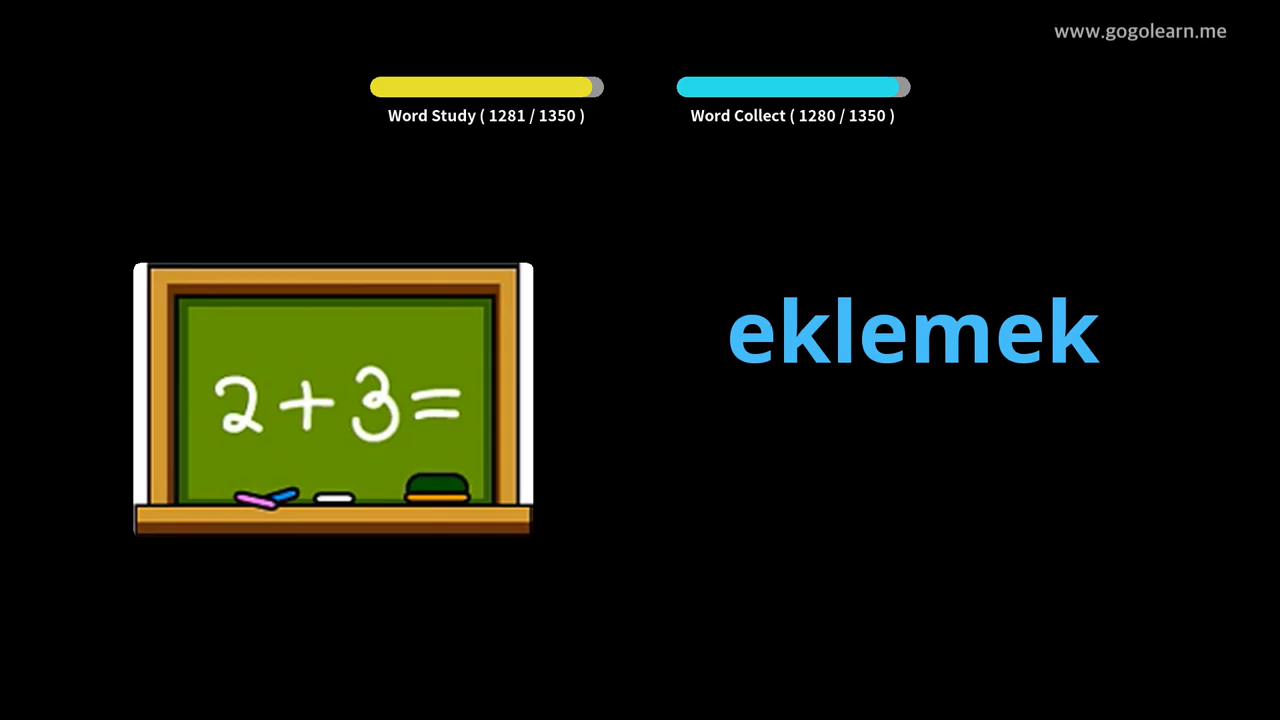 www.gogolearn.me
Word Study ( 1281 / 1350 )
Word Collect ( 1280 / 1350 )
eklemek
2 + 3 =